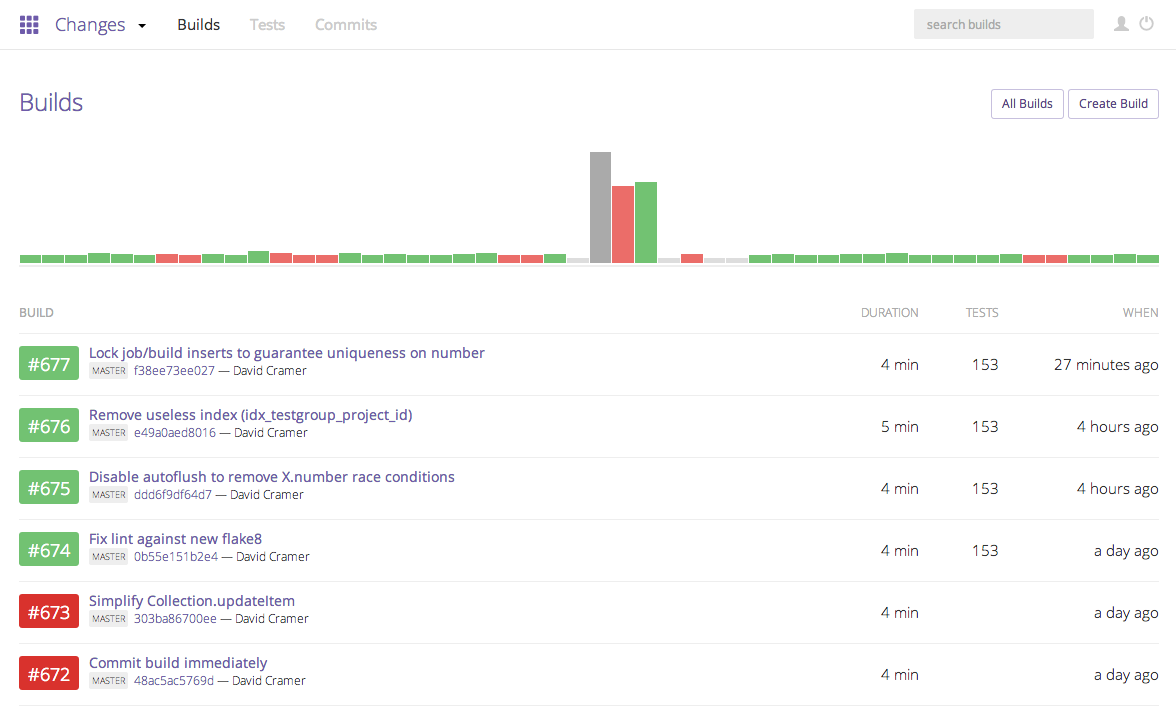 Changes Builds Tests Commits search builds
Builds All Builds Create Build
BUILD DURATION TESTS WHEN
#677 Lock job/build inserts to guarantee uniqueness on number 4 min 153 27 minutes ago
MASTER f38ee73ee027 — David Cramer
#676 Remove useless index (idx_testgroup_project_id) 5 min 153 4 hours ago
MASTER e49a0aed8016 — David Cramer
#675 Disable autoflush to remove X.number race conditions 4 min 153 4 hours ago
MASTER ddd6f9df64d7 — David Cramer
#674 Fix lint against new flake8 4 min 153 a day ago
MASTER 0b55e151b2e4 — David Cramer
#673 Simplify Collection.updateItem 4 min a day ago
MASTER 303ba86700ee — David Cramer
#672 Commit build immediately 4 min a day ago
MASTER 48ac5ac5769d — David Cramer